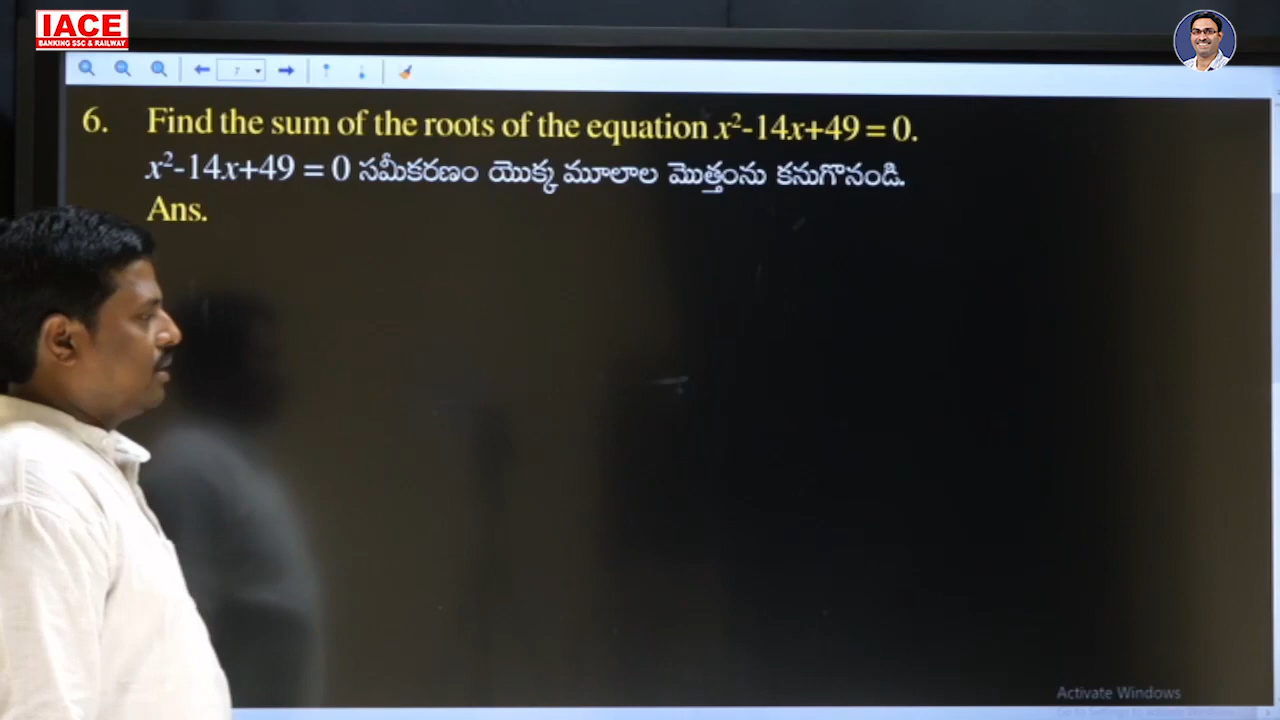 IACE
BANKING SSC & RAILWAY
7
6. Find the sum of the roots of the equation x²-14x+49 = 0.
x²-14x+49 = 0 సమీకరణం యొక్క మూలాల మొత్తంను కనుగొనండి.
Ans.
Activate Windows